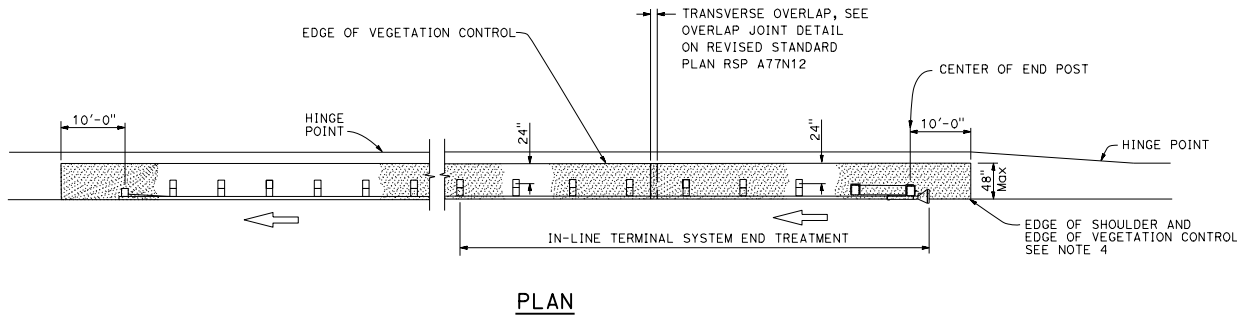 TRANSVERSE OVERLAP, SEE
OVERLAP JOINT DETAIL
ON REVISED STANDARD
PLAN RSP A77N12
EDGE OF VEGETATION CONTROL
CENTER OF END POST
10'-0"
HINGE
POINT
24"
24"
10'-0"
HINGE POINT
48"
Max
EDGE OF SHOULDER AND
EDGE OF VEGETATION CONTROL
SEE NOTE 4
IN-LINE TERMINAL SYSTEM END TREATMENT
PLAN